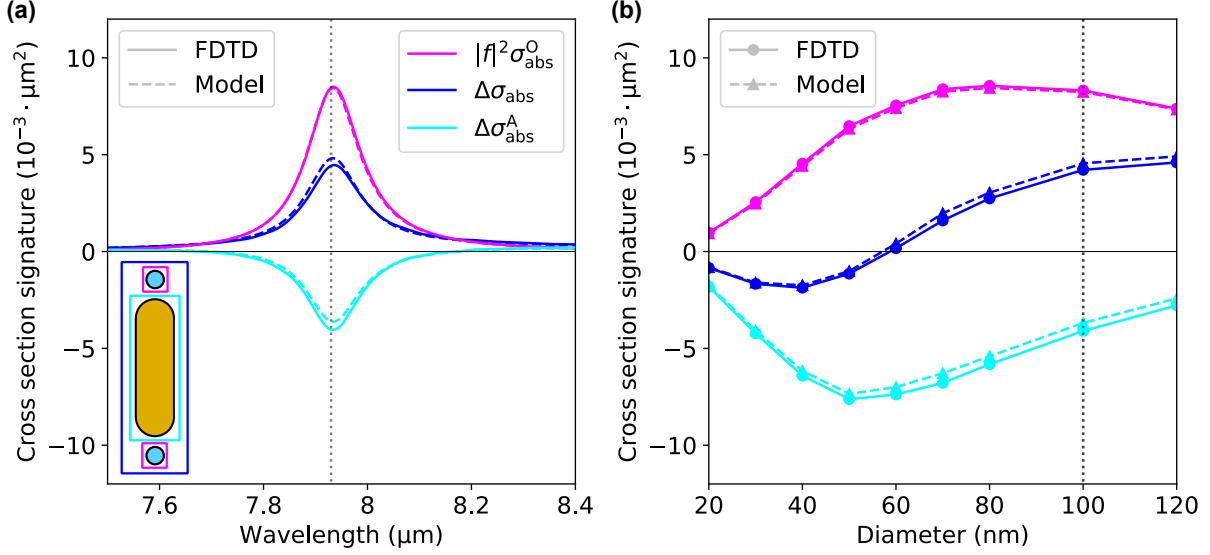 (a)
Cross section signature (10⁻³ · µm²)
10
5
0
−5
−10
FDTD
Model
|f|²σ^O_abs
Δσ_abs
Δσ^A_abs
7.6
7.8
8
8.2
8.4
Wavelength (µm)
(b)
Cross section signature (10⁻³ · µm²)
10
5
0
−5
−10
FDTD
Model
20
40
60
80
100
120
Diameter (nm)